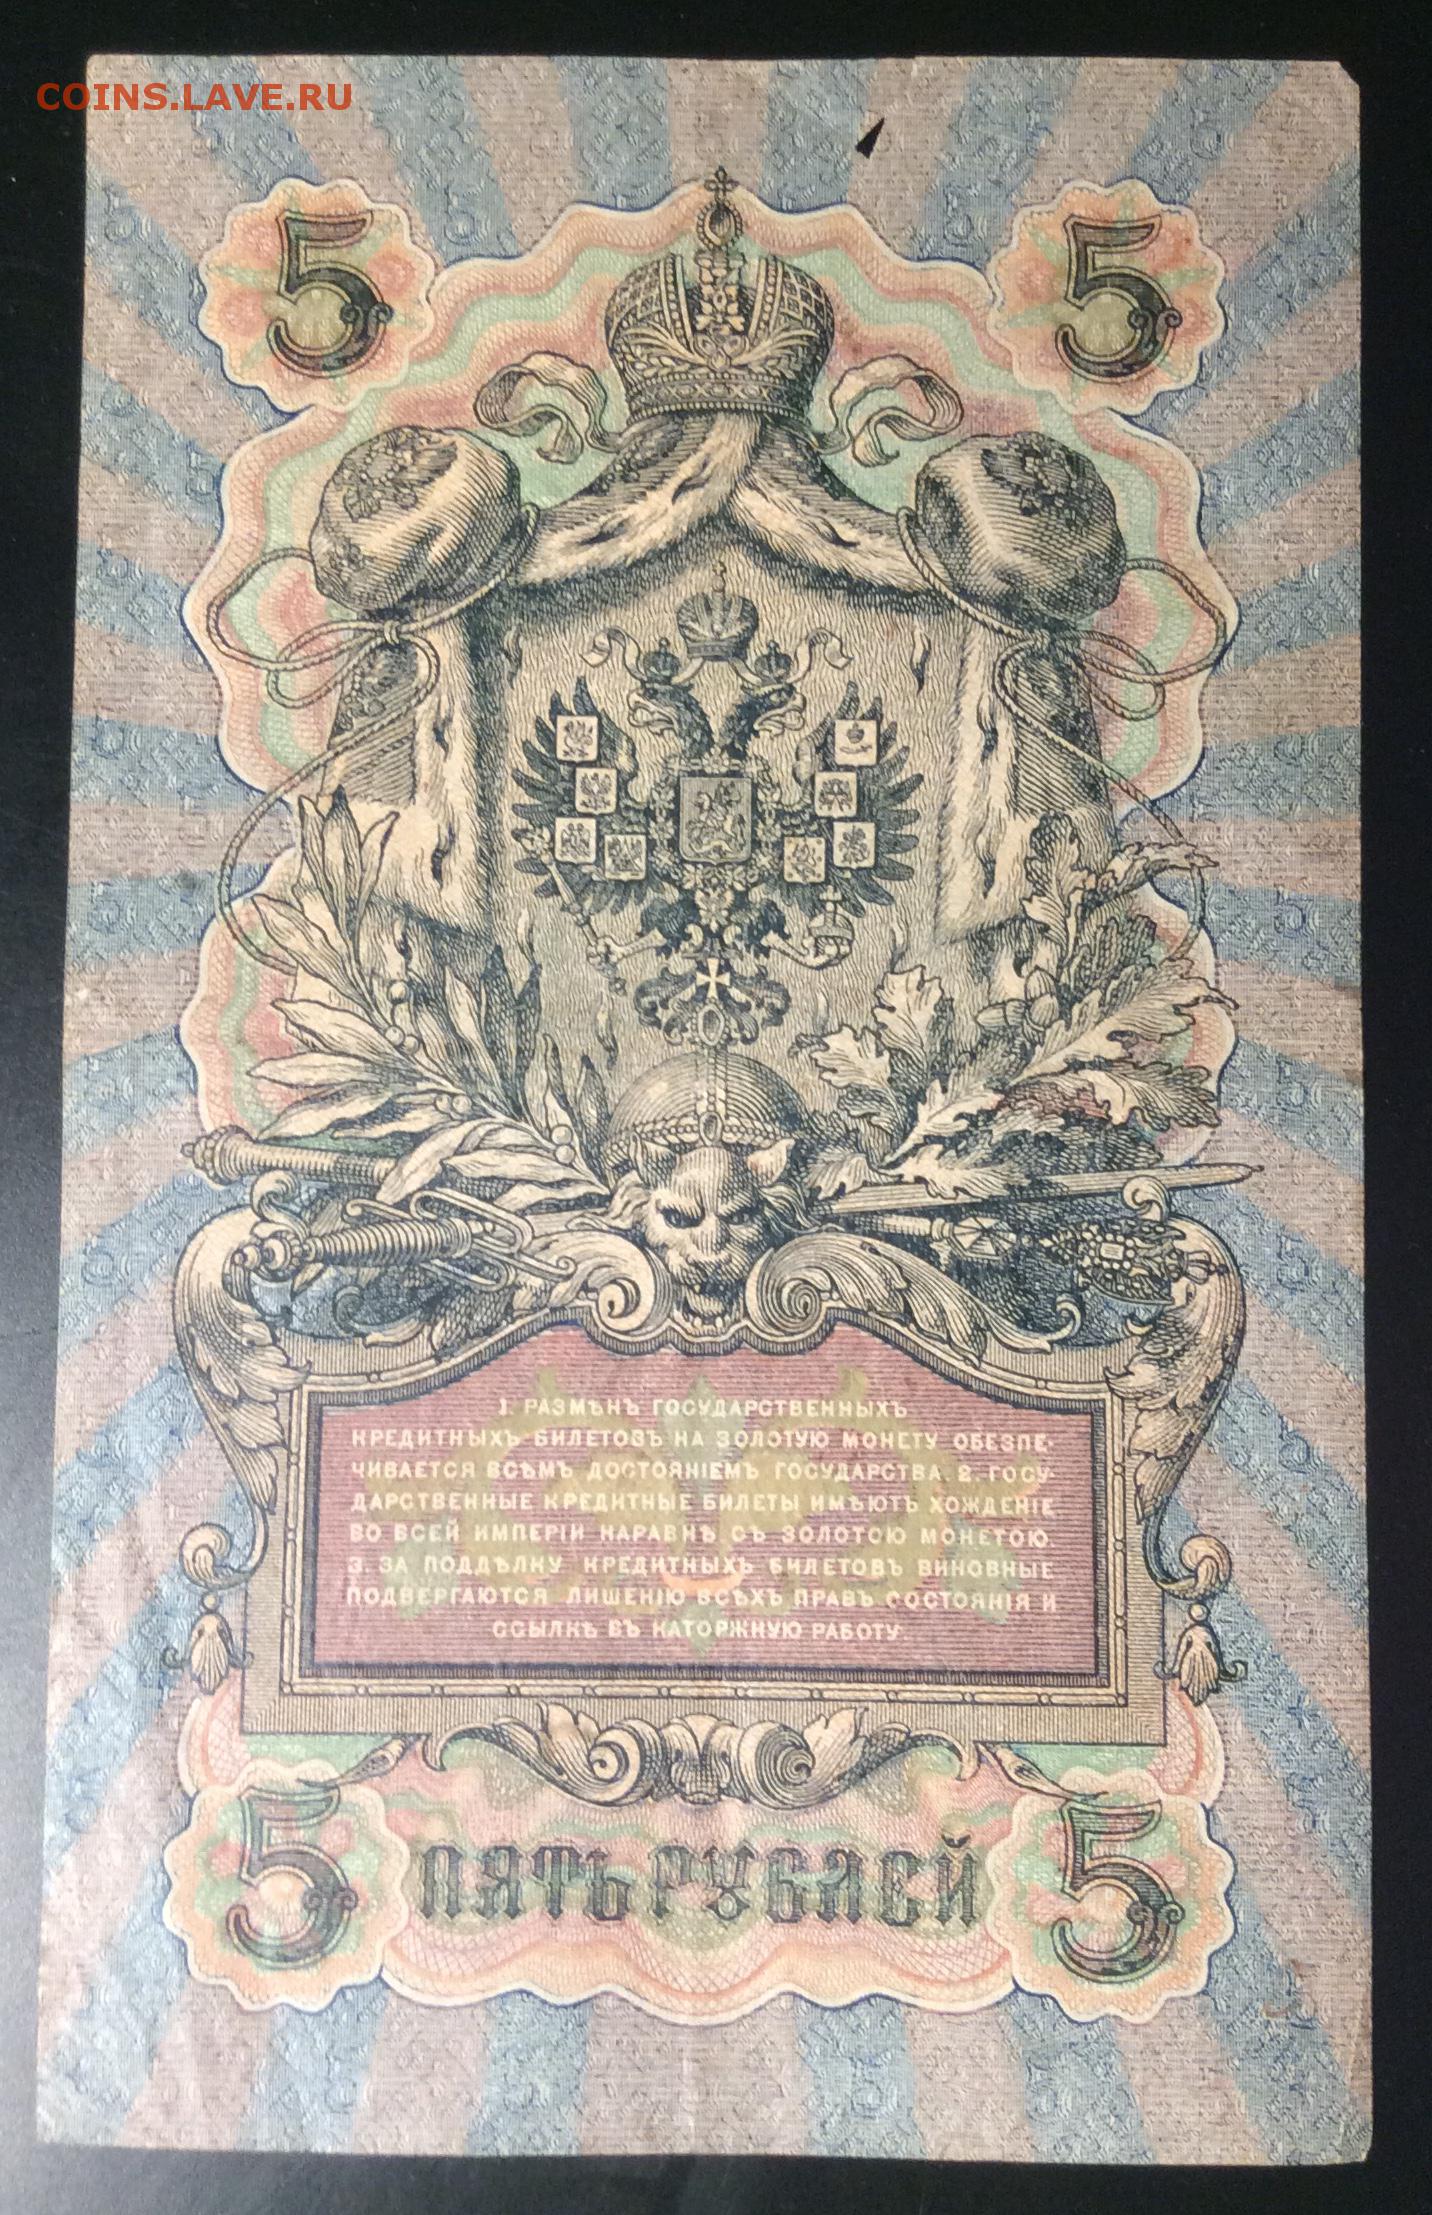 COINS.LAVE.RU
5 5
1. РАЗМѢНЪ ГОСУДАРСТВЕННЫХЪ
КРЕДИТНЫХЪ БИЛЕТОВЪ НА ЗОЛОТУЮ МОНЕТУ ОБЕЗПЕ-
ЧИВАЕТСЯ ВСѢМЪ ДОСТОЯНІЕМЪ ГОСУДАРСТВА. 2. ГОСУ-
ДАРСТВЕННЫЕ КРЕДИТНЫЕ БИЛЕТЫ ИМѢЮТЪ ХОЖДЕНІЕ
ВО ВСЕЙ ИМПЕРІИ НАРАВНѢ СЪ ЗОЛОТОЮ МОНЕТОЮ.
3. ЗА ПОДДѢЛКУ КРЕДИТНЫХЪ БИЛЕТОВЪ ВИНОВНЫЕ
ПОДВЕРГАЮТСЯ ЛИШЕНІЮ ВСѢХЪ ПРАВЪ СОСТОЯНІЯ И
ССЫЛКѢ ВЪ КАТОРЖНУЮ РАБОТУ.
5 ПЯТЬ РУБЛЕЙ 5